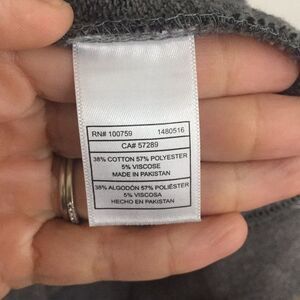 RN# 100759 1480516
CA# 57289
38% COTTON 57% POLYESTER
5% VISCOSE
MADE IN PAKISTAN
38% ALGODÓN 57% POLIÉSTER
5% VISCOSA
HECHO EN PAKISTAN